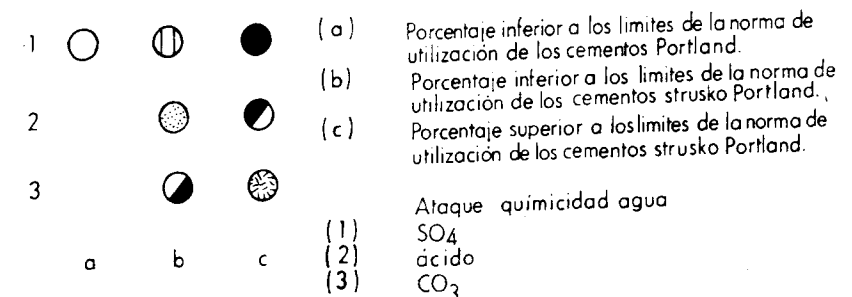 1 (a) Porcentaje inferior a los limites de la norma de
utilización de los cementos Portland.
(b) Porcentaje inferior a los limites de la norma de
utilización de los cementos strusko Portland.
2 (c) Porcentaje superior a los limites de la norma de
utilización de los cementos strusko Portland.
3
Ataque quimicidad agua
(1) SO4
a b c (2) ácido
(3) CO3